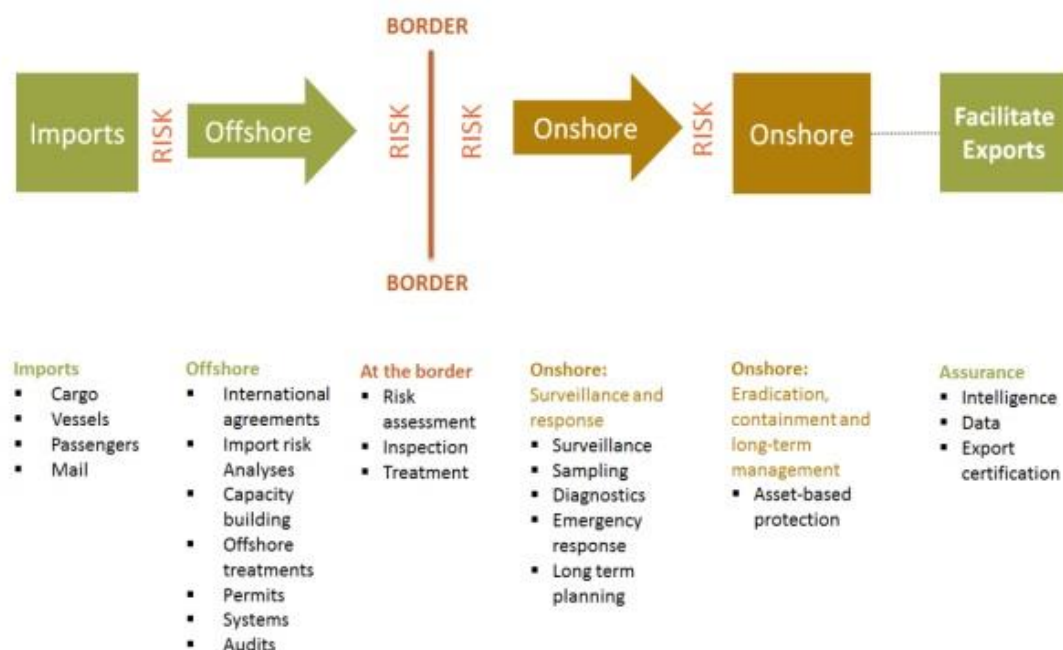 BORDER
Imports
RISK
Offshore
RISK
RISK
Onshore
RISK
Onshore
Facilitate
Exports
BORDER
Imports
▪ Cargo
▪ Vessels
▪ Passengers
▪ Mail
Offshore
▪ International
agreements
▪ Import risk
Analyses
▪ Capacity
building
▪ Offshore
treatments
▪ Permits
▪ Systems
▪ Audits
At the border
▪ Risk
assessment
▪ Inspection
▪ Treatment
Onshore:
Surveillance and
response
▪ Surveillance
▪ Sampling
▪ Diagnostics
▪ Emergency
response
▪ Long term
planning
Onshore:
Eradication,
containment and
long-term
management
▪ Asset-based
protection
Assurance
▪ Intelligence
▪ Data
▪ Export
certification